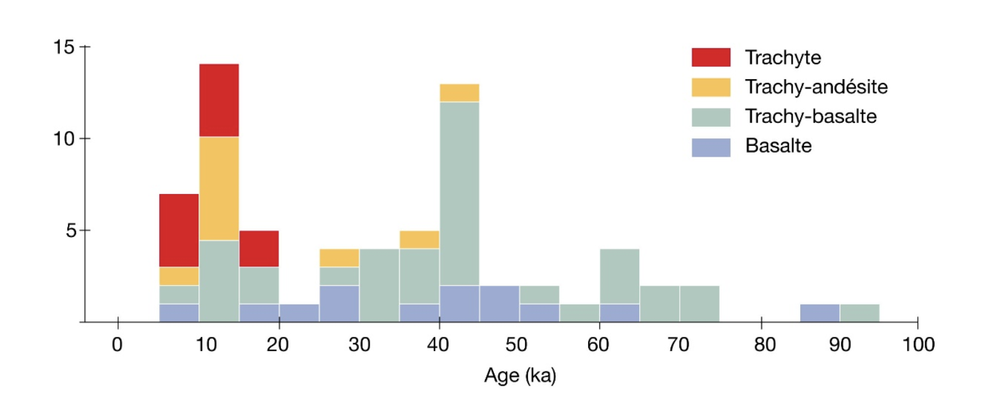 15
10
5
Trachyte
Trachy-andésite
Trachy-basalte
Basalte
0 10 20 30 40 50 60 70 80 90 100
Age (ka)